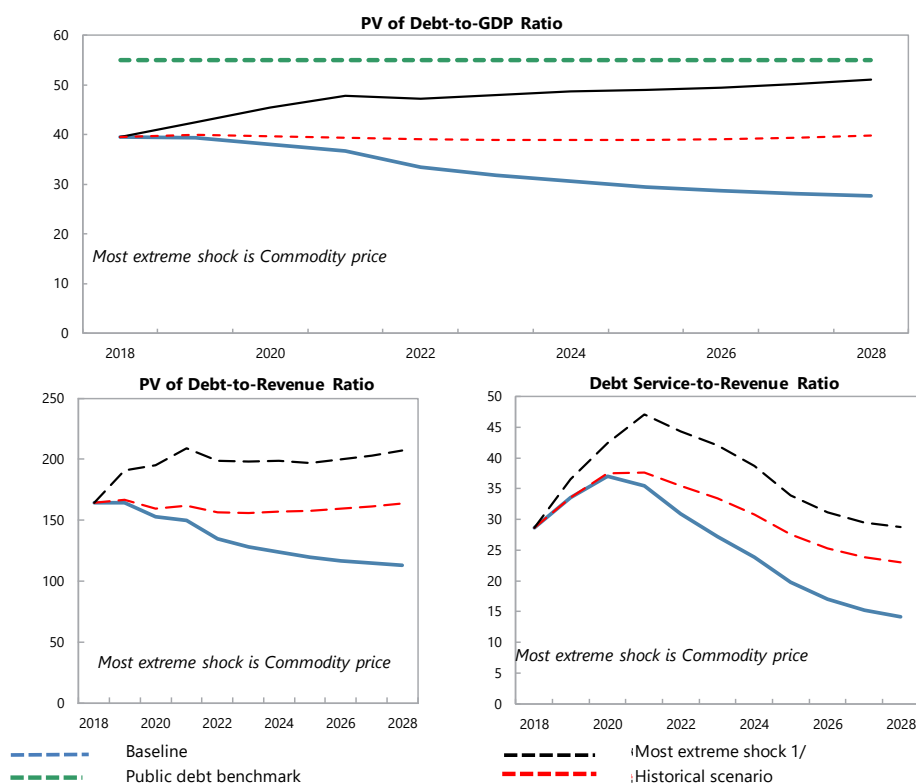 PV of Debt-to-GDP Ratio
60
50
40
30
20
10
0
Most extreme shock is Commodity price
2018 2020 2022 2024 2026 2028
PV of Debt-to-Revenue Ratio
250
200
150
100
50
0
Most extreme shock is Commodity price
2018 2020 2022 2024 2026 2028
Debt Service-to-Revenue Ratio
50
45
40
35
30
25
20
15
10
5
0
Most extreme shock is Commodity price
2018 2020 2022 2024 2026 2028
Baseline
Most extreme shock 1/
Public debt benchmark
Historical scenario